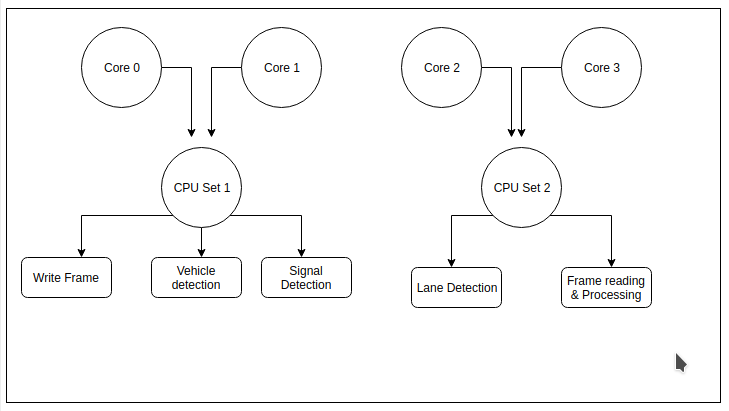 Core 0
Core 1
Core 2
Core 3
CPU Set 1
CPU Set 2
Write Frame
Vehicle
detection
Signal
Detection
Lane Detection
Frame reading
& Processing